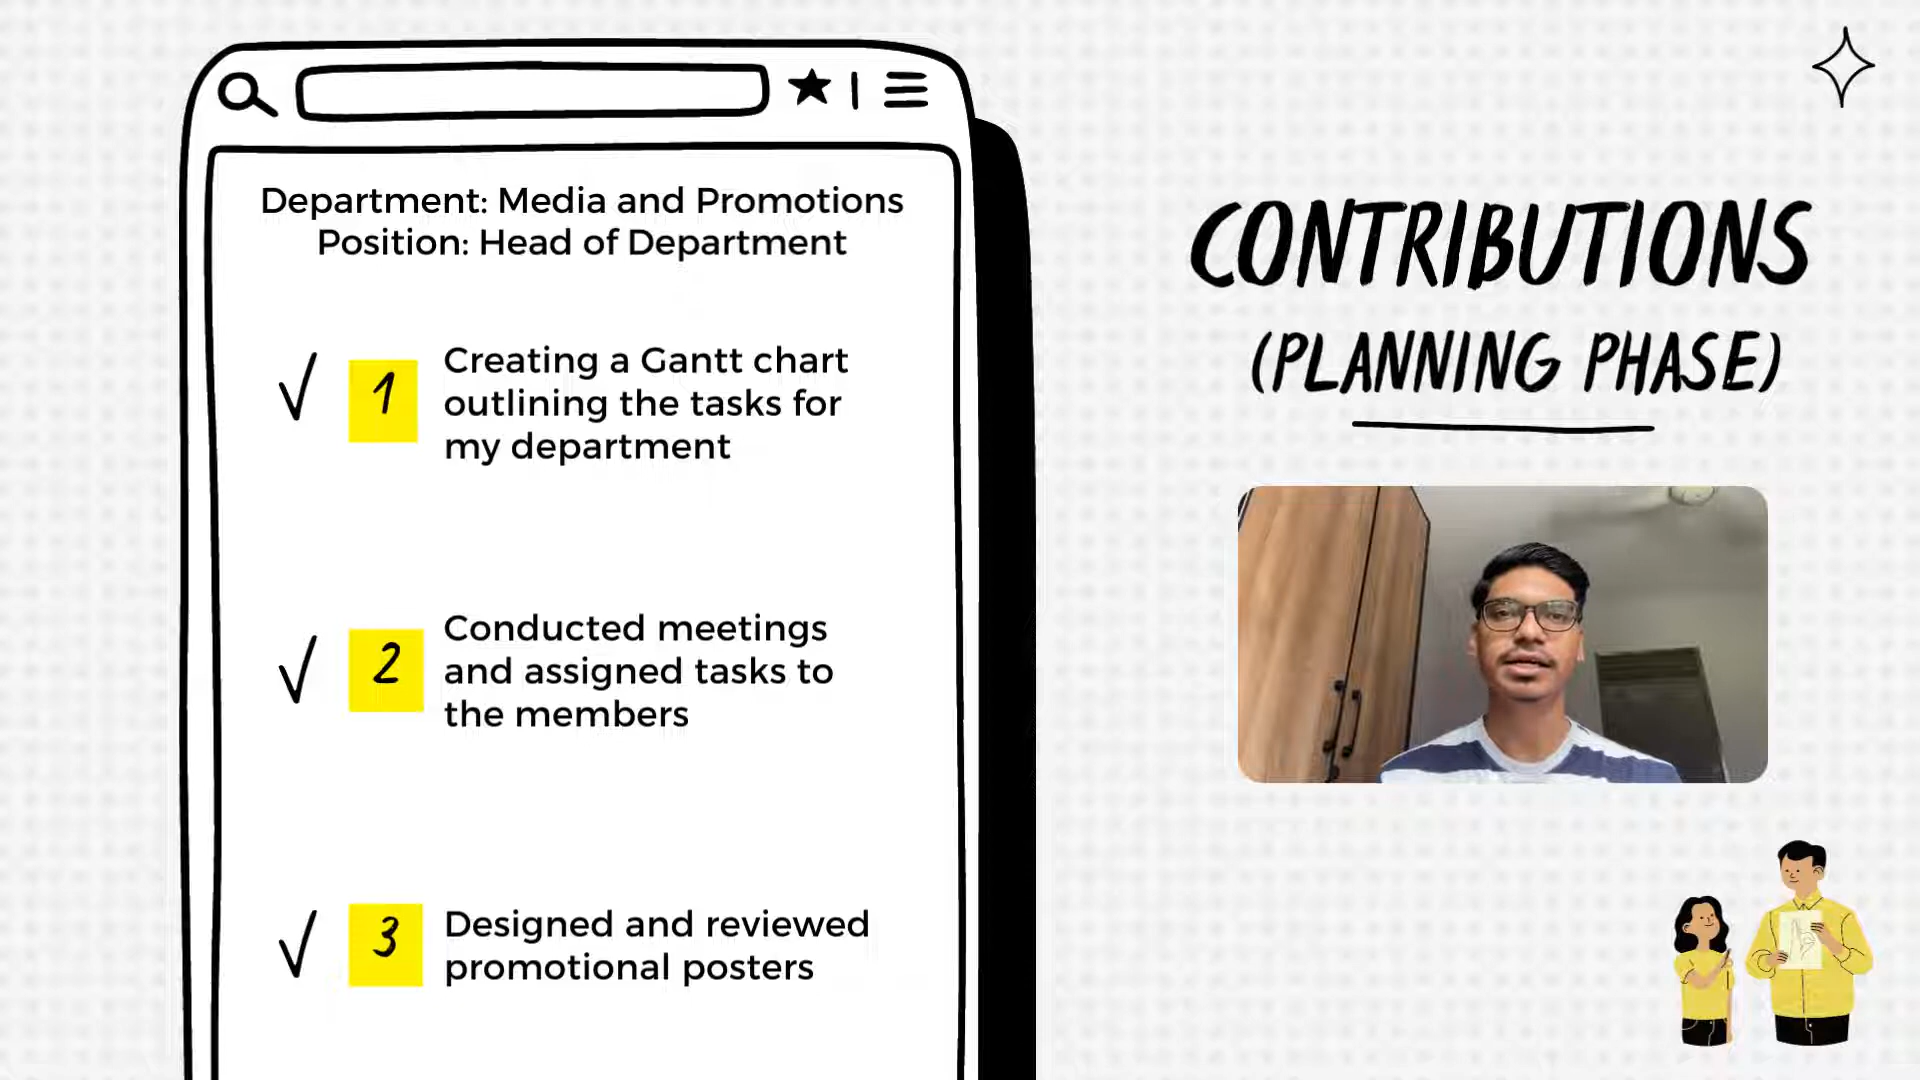 Department: Media and Promotions
Position: Head of Department
1
Creating a Gantt chart
outlining the tasks for
my department
2
Conducted meetings
and assigned tasks to
the members
3
Designed and reviewed
promotional posters
CONTRIBUTIONS
(PLANNING PHASE)